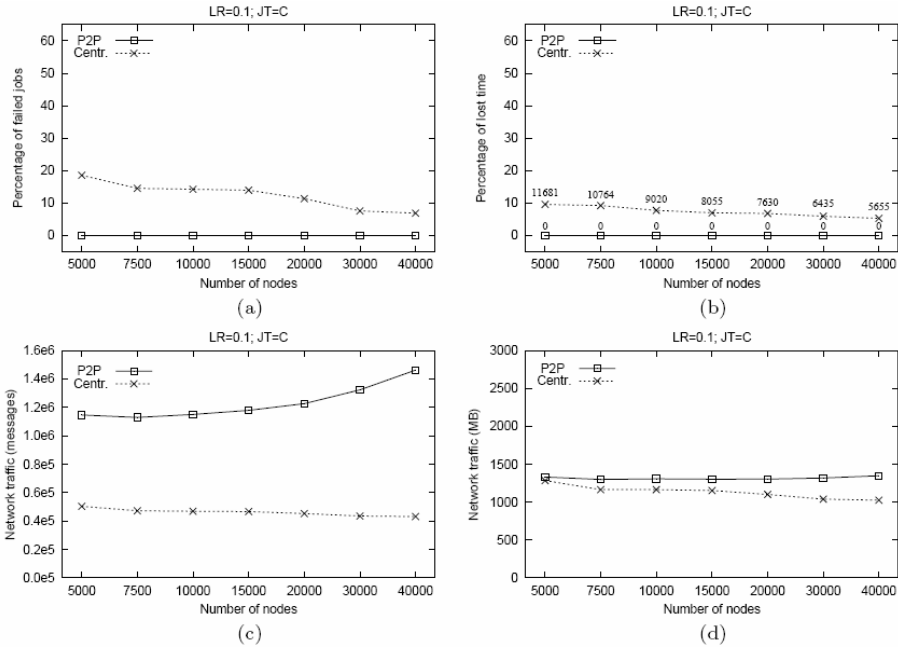 LR=0.1; JT=C
P2P
Centr.
Percentage of failed jobs
60
50
40
30
20
10
0
5000 7500 10000 15000 20000 30000 40000
Number of nodes
(a)
LR=0.1; JT=C
P2P
Centr.
Percentage of lost time
60
50
40
30
20
10
0
11681 10764 9020 8055 7630 6435 5655
0 0 0 0 0 0 0
5000 7500 10000 15000 20000 30000 40000
Number of nodes
(b)
LR=0.1; JT=C
P2P
Centr.
Network traffic (messages)
1.6e6
1.4e6
1.2e6
1.0e6
0.8e5
0.6e5
0.4e5
0.2e5
0.0e5
5000 7500 10000 15000 20000 30000 40000
Number of nodes
(c)
LR=0.1; JT=C
P2P
Centr.
Network traffic (MB)
3000
2500
2000
1500
1000
500
0
5000 7500 10000 15000 20000 30000 40000
Number of nodes
(d)